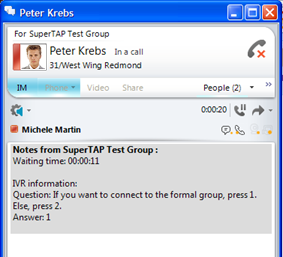 Peter Krebs
For SuperTAP Test Group
Peter Krebs In a call
31/West Wing Redmond
IM Phone Video Share People (2) »
0:00:20
Michele Martin
Notes from SuperTAP Test Group :
Waiting time: 00:00:11
IVR information:
Question: If you want to connect to the formal group, press 1.
Else, press 2.
Answer: 1